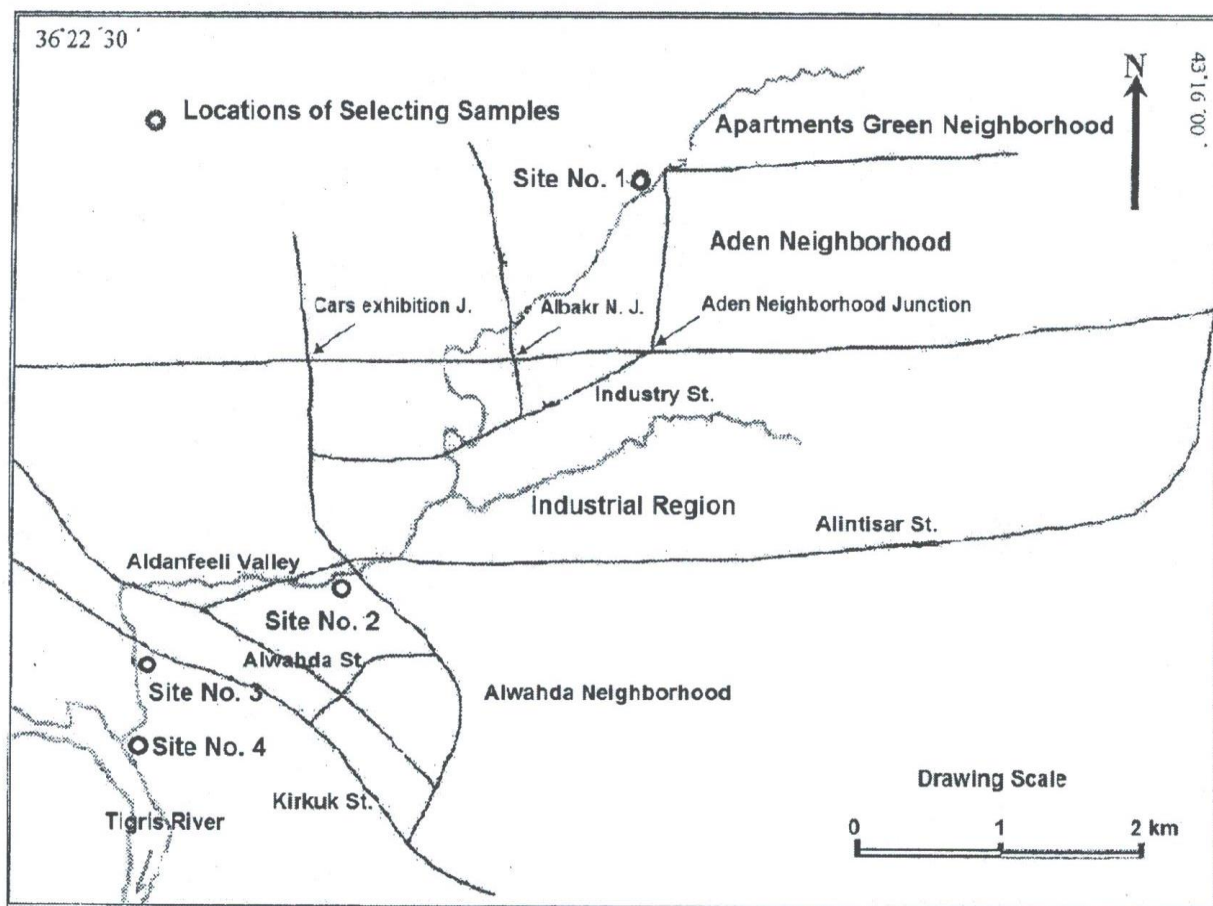 36°22´30´
43°16´00´
N
Locations of Selecting Samples
Apartments Green Neighborhood
Site No. 1
Aden Neighborhood
Cars exhibition J.
Albakr N. J.
Aden Neighborhood Junction
Industry St.
Industrial Region
Alintisar St.
Aldanfeeli Valley
Site No. 2
Alwahda St.
Site No. 3
Alwahda Neighborhood
Site No. 4
Drawing Scale
Kirkuk St.
Tigris River
0 1 2 km